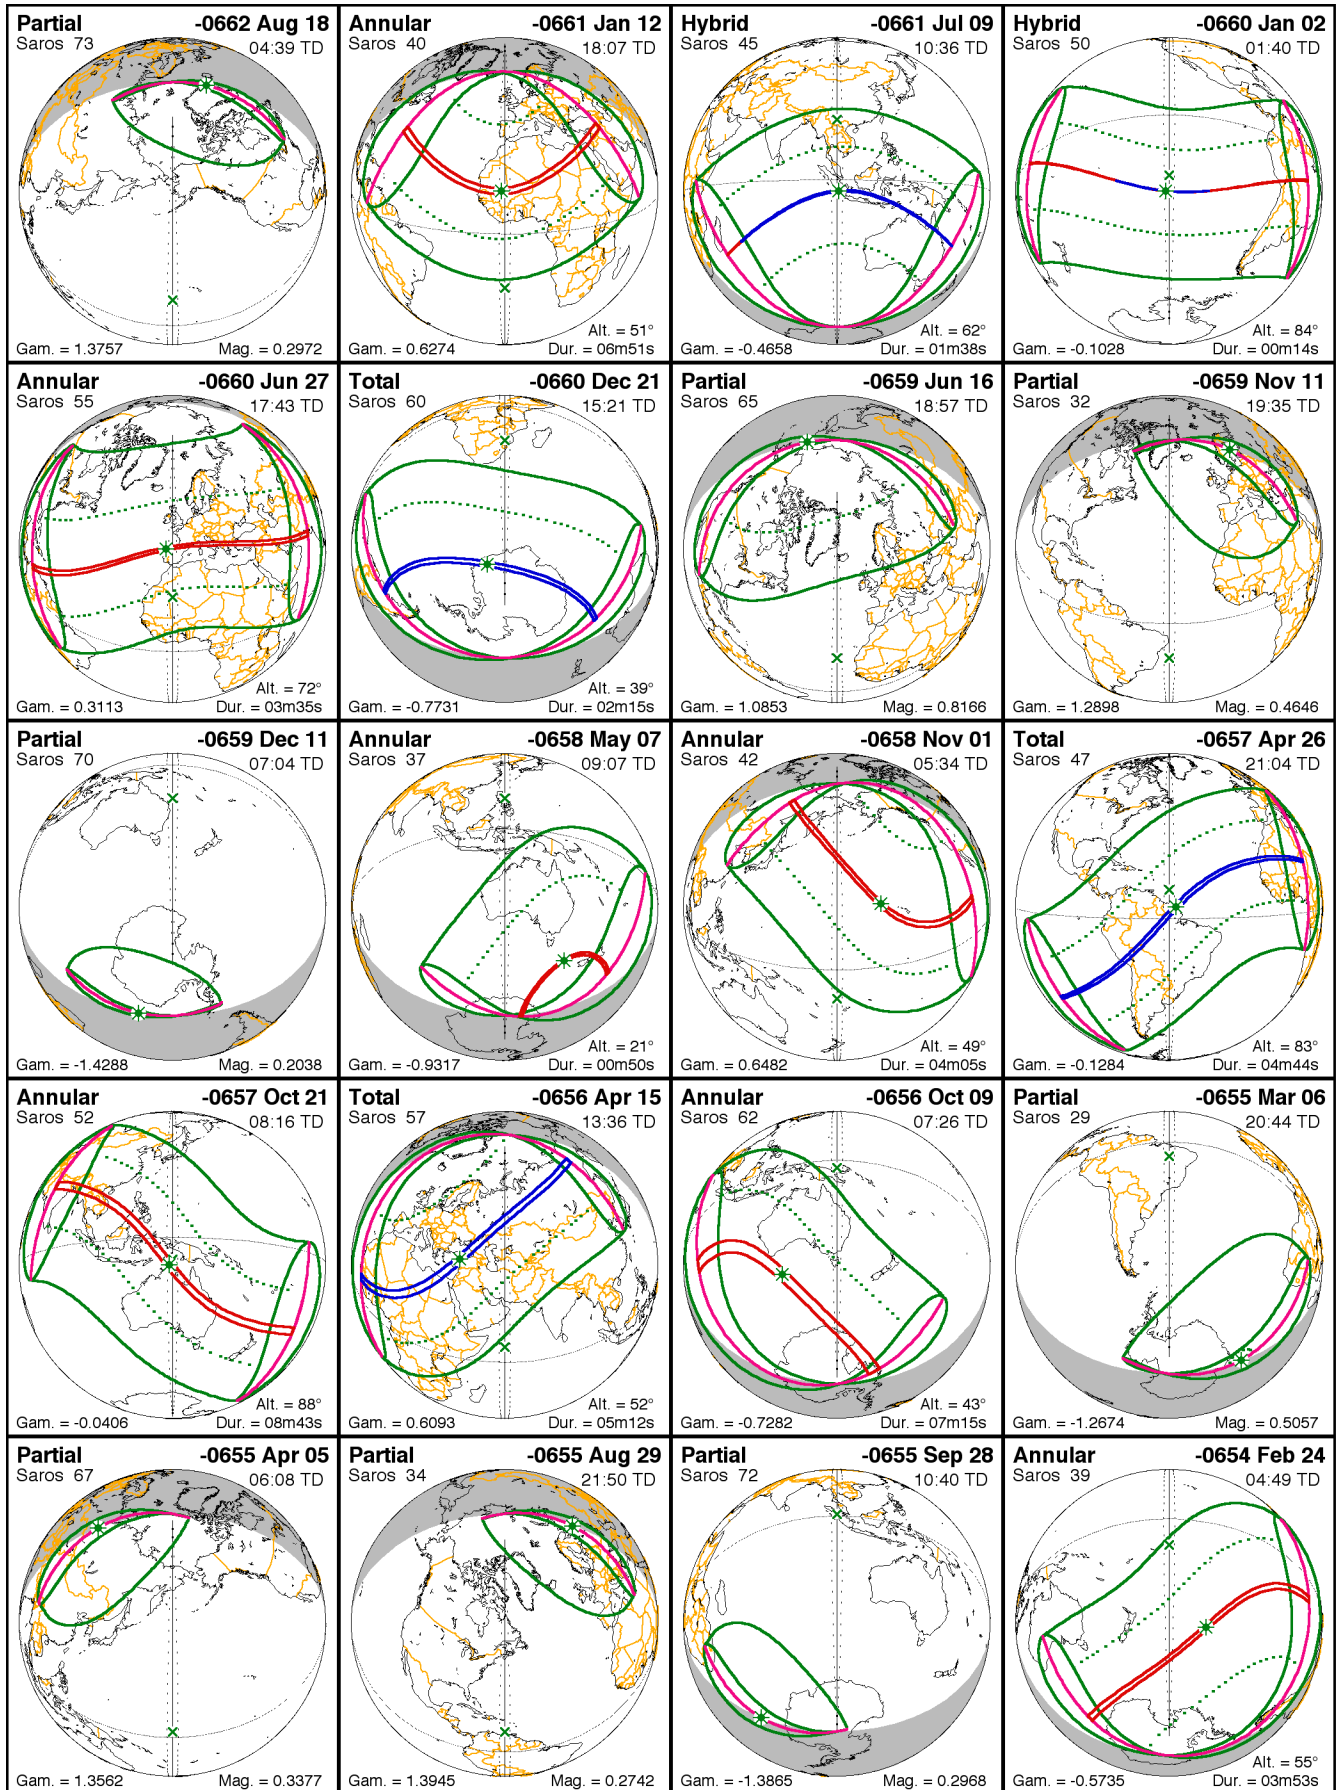 Partial -0662 Aug 18
Saros 73 04:39 TD
Gam. = 1.3757 Mag. = 0.2972
Annular -0661 Jan 12
Saros 40 18:07 TD
Alt. = 51°
Gam. = 0.6274 Dur. = 06m51s
Hybrid -0661 Jul 09
Saros 45 10:36 TD
Alt. = 62°
Gam. = -0.4658 Dur. = 01m38s
Hybrid -0660 Jan 02
Saros 50 01:40 TD
Alt. = 84°
Gam. = -0.1028 Dur. = 00m14s
Annular -0660 Jun 27
Saros 55 17:43 TD
Alt. = 72°
Gam. = 0.3113 Dur. = 03m35s
Total -0660 Dec 21
Saros 60 15:21 TD
Alt. = 39°
Gam. = -0.7731 Dur. = 02m15s
Partial -0659 Jun 16
Saros 65 18:57 TD
Gam. = 1.0853 Mag. = 0.8166
Partial -0659 Nov 11
Saros 32 19:35 TD
Gam. = 1.2898 Mag. = 0.4646
Partial -0659 Dec 11
Saros 70 07:04 TD
Gam. = -1.4288 Mag. = 0.2038
Annular -0658 May 07
Saros 37 09:07 TD
Alt. = 21°
Gam. = -0.9317 Dur. = 00m50s
Annular -0658 Nov 01
Saros 42 05:34 TD
Alt. = 49°
Gam. = 0.6482 Dur. = 04m05s
Total -0657 Apr 26
Saros 47 21:04 TD
Alt. = 83°
Gam. = -0.1284 Dur. = 04m44s
Annular -0657 Oct 21
Saros 52 08:16 TD
Alt. = 88°
Gam. = -0.0406 Dur. = 08m43s
Total -0656 Apr 15
Saros 57 13:36 TD
Alt. = 52°
Gam. = 0.6093 Dur. = 05m12s
Annular -0656 Oct 09
Saros 62 07:26 TD
Alt. = 43°
Gam. = -0.7282 Dur. = 07m15s
Partial -0655 Mar 06
Saros 29 20:44 TD
Gam. = -1.2674 Mag. = 0.5057
Partial -0655 Apr 05
Saros 67 06:08 TD
Gam. = 1.3562 Mag. = 0.3377
Partial -0655 Aug 29
Saros 34 21:50 TD
Gam. = 1.3945 Mag. = 0.2742
Partial -0655 Sep 28
Saros 72 10:40 TD
Gam. = -1.3865 Mag. = 0.2968
Annular -0654 Feb 24
Saros 39 04:49 TD
Alt. = 55°
Gam. = -0.5735 Dur. = 03m53s